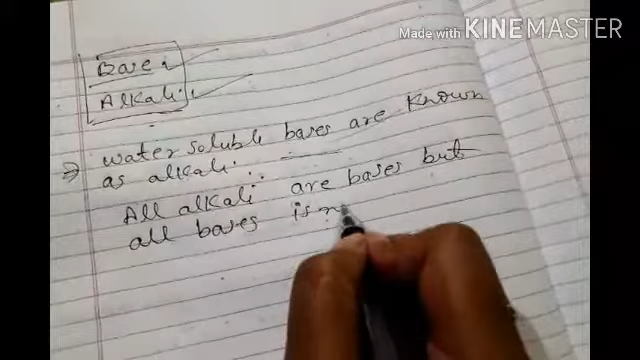 Made with KINEMASTER
Base
Alkali
water soluble bases are known
as alkali.
All alkali are bases but
all bases is n